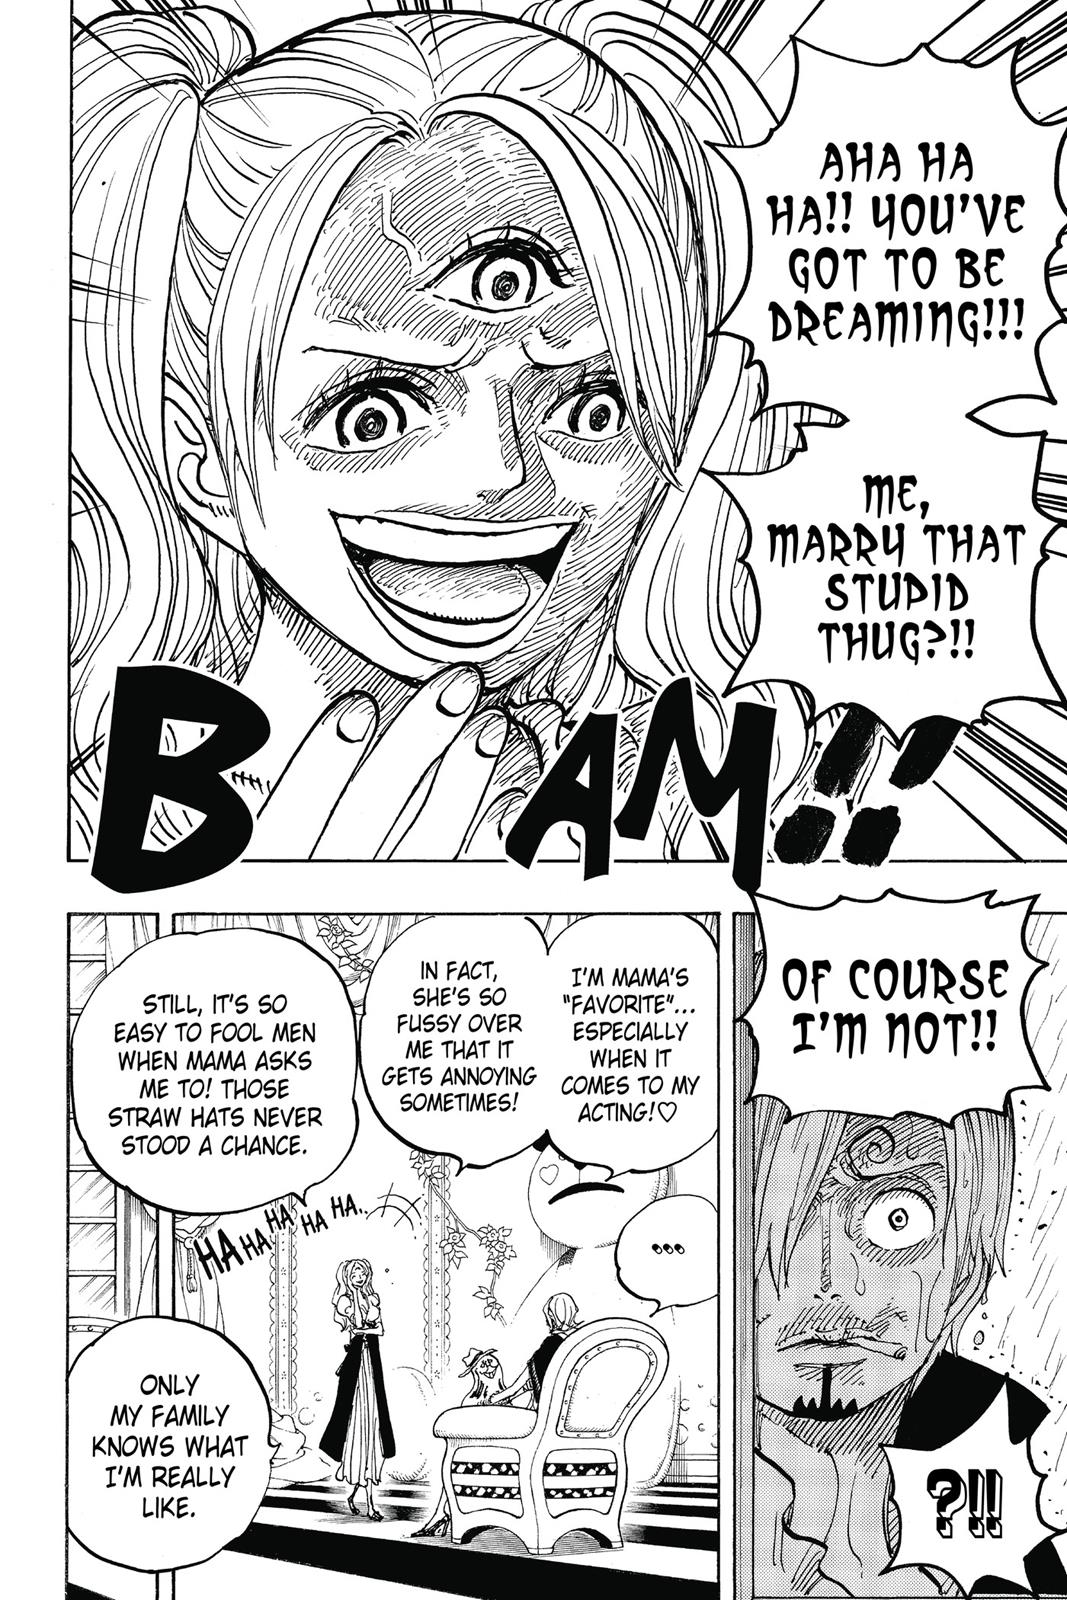 AHA HA
HA!! YOU'VE
GOT TO BE
DREAMING!!!
ME,
MARRY THAT
STUPID
THUG?!!
BAM!!
OF COURSE
I'M NOT!!
?!!
I'M MAMA'S
"FAVORITE"...
ESPECIALLY
WHEN IT
COMES TO MY
ACTING!♡
IN FACT,
SHE'S SO
FUSSY OVER
ME THAT IT
GETS ANNOYING
SOMETIMES!
...
STILL, IT'S SO
EASY TO FOOL MEN
WHEN MAMA ASKS
ME TO! THOSE
STRAW HATS NEVER
STOOD A CHANCE.
HA HA HA HA HA..
ONLY
MY FAMILY
KNOWS WHAT
I'M REALLY
LIKE.